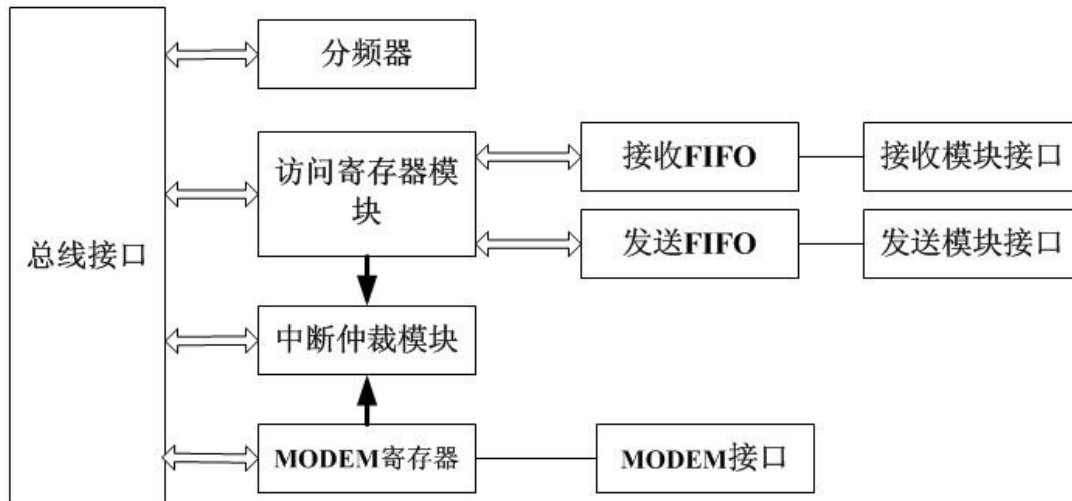 分频器
访问寄存器模
块
接收FIFO
接收模块接口
发送FIFO
发送模块接口
总线接口
中断仲裁模块
MODEM寄存器
MODEM接口